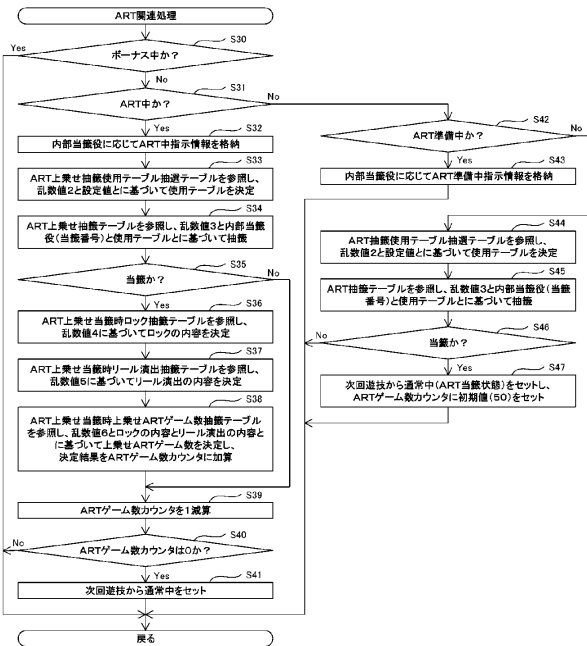 ART関連処理
S30
ボーナス中か？
Yes
No
S31
ART中か？
No
Yes
S32
内部当籤役に応じてART中指示情報を格納
S33
ART上乗せ抽籤使用テーブル抽選テーブルを参照し、
乱数値2と設定値とに基づいて使用テーブルを決定
S34
ART上乗せ抽籤テーブルを参照し、乱数値3と内部当籤
役（当籤番号）と使用テーブルとに基づいて抽籤
S35
当籤か？
No
Yes
S36
ART上乗せ当籤時ロック抽籤テーブルを参照し、
乱数値4に基づいてロックの内容を決定
S37
ART上乗せ当籤時リール演出抽籤テーブルを参照し、
乱数値5に基づいてリール演出の内容を決定
S38
ART上乗せ当籤時上乗せARTゲーム数抽籤テーブル
を参照し、乱数値6とロックの内容とリール演出の内容と
に基づいて上乗せARTゲーム数を決定し、
決定結果をARTゲーム数カウンタに加算
S39
ARTゲーム数カウンタを1減算
S40
ARTゲーム数カウンタは0か？
No
Yes
S41
次回遊技から通常中をセット
戻る
S42
ART準備中か？
No
Yes
S43
内部当籤役に応じてART準備中指示情報を格納
S44
ART抽籤使用テーブル抽選テーブルを参照し、
乱数値2と設定値とに基づいて使用テーブルを決定
S45
ART抽籤テーブルを参照し、乱数値3と内部当籤役（当籤
番号）と使用テーブルとに基づいて抽籤
S46
当籤か？
No
Yes
S47
次回遊技から通常中（ART当籤状態）をセットし、
ARTゲーム数カウンタに初期値（50）をセット